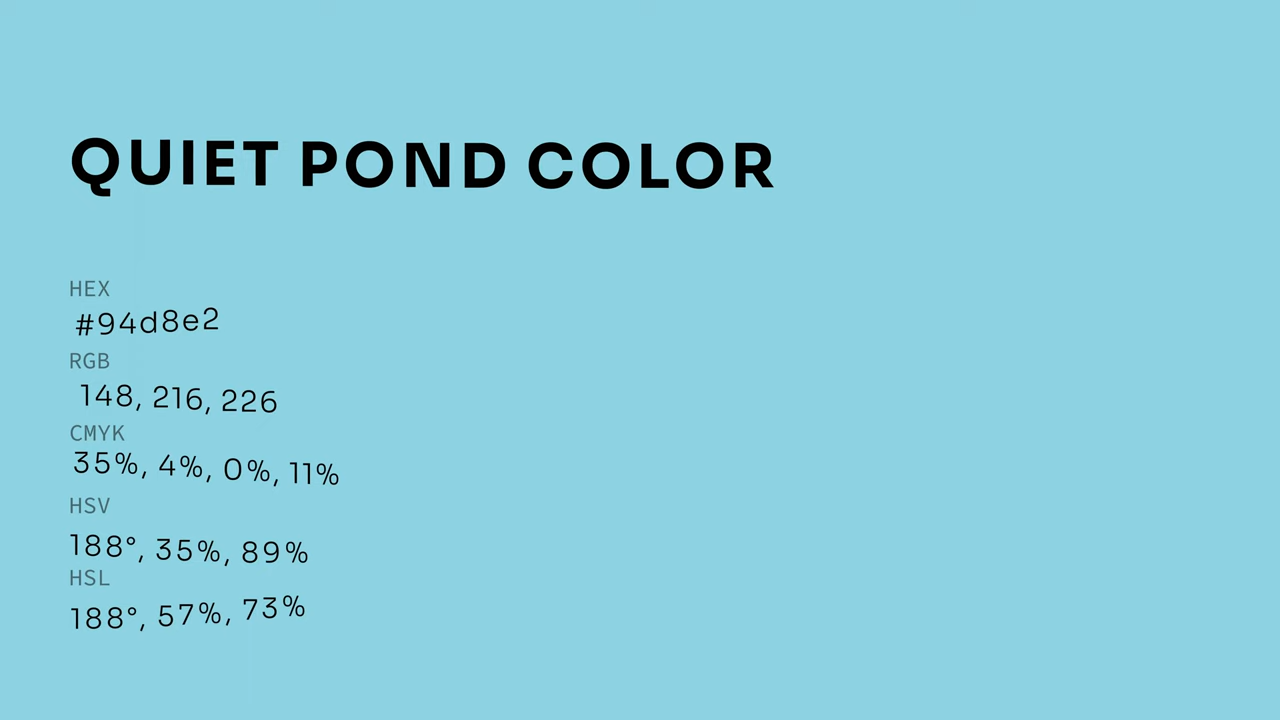 QUIET POND COLOR
HEX
#94d8e2
RGB
148, 216, 226
CMYK
35%, 4%, 0%, 11%
HSV
188°, 35%, 89%
HSL
188°, 57%, 73%